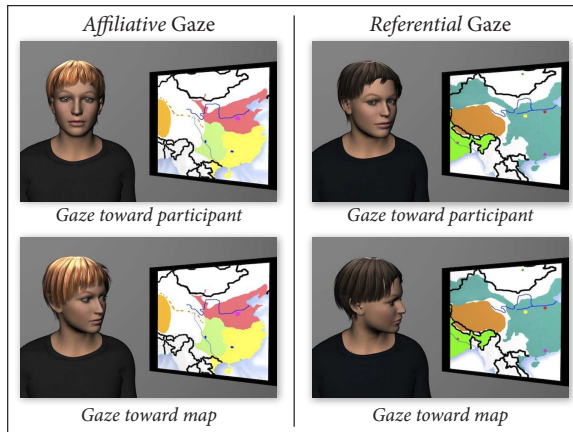 Affiliative Gaze
Referential Gaze
Gaze toward participant
Gaze toward participant
Gaze toward map
Gaze toward map